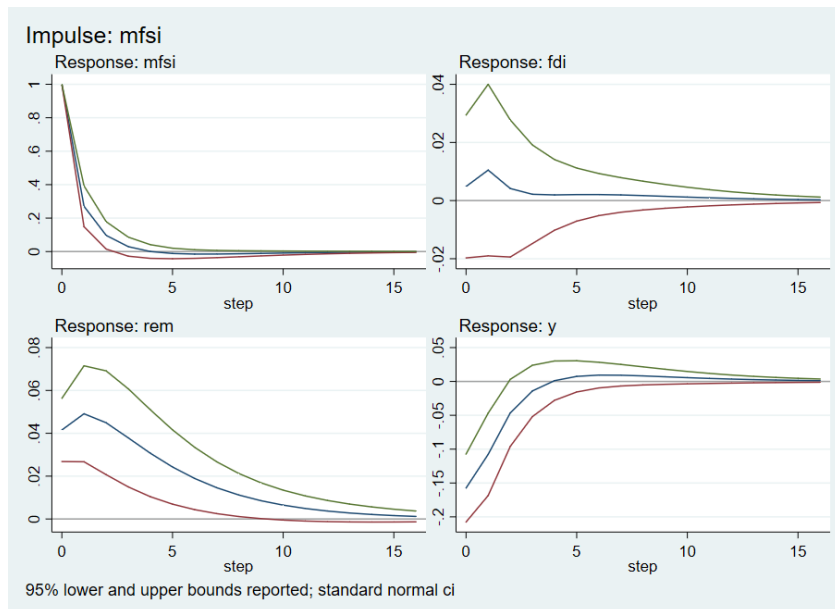 Impulse: mfsi
Response: mfsi
1
.8
.6
.4
.2
0
0 5 10 15
step
Response: fdi
.04
.02
0
-.02
0 5 10 15
step
Response: rem
.08
.06
.04
.02
0
0 5 10 15
step
Response: y
.05
0
-.05
-.1
-.15
-.2
0 5 10 15
step
95% lower and upper bounds reported; standard normal ci